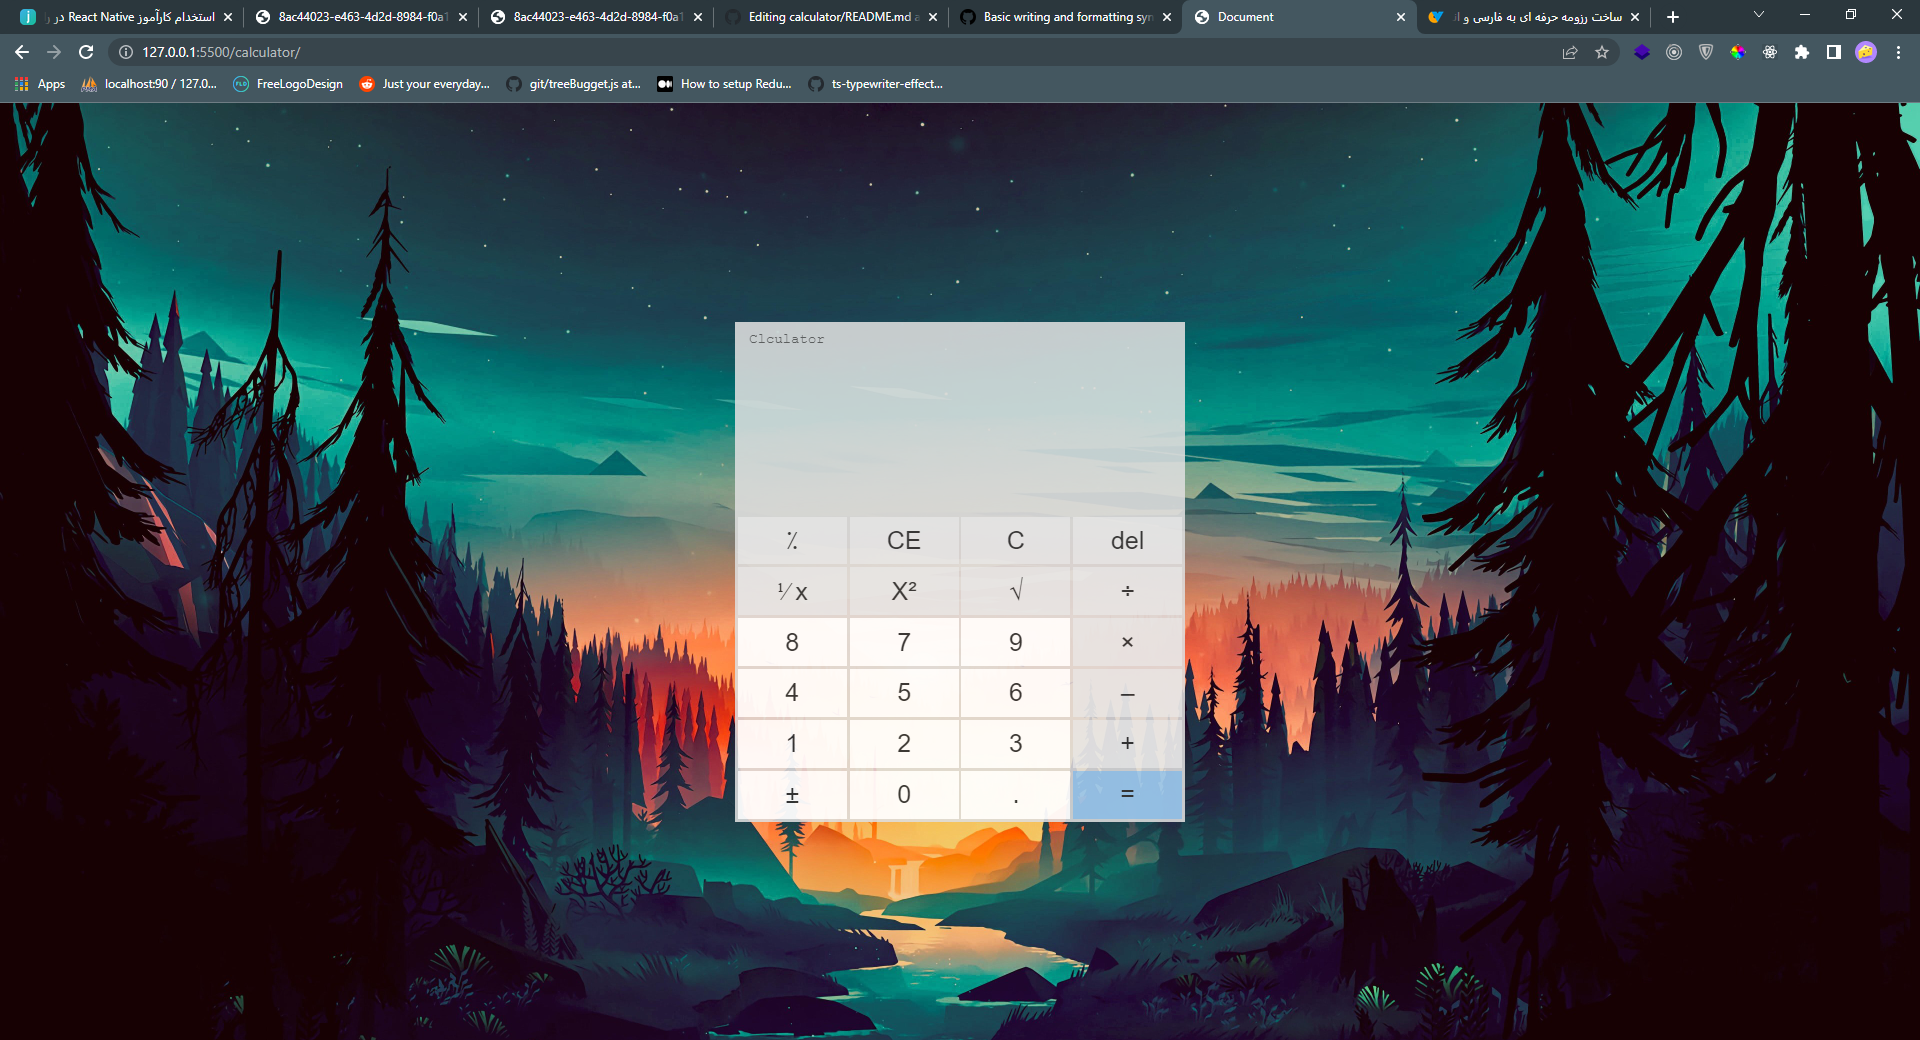 استخدام کارآموز React Native در را
8ac44023-e463-4d2d-8984-f0a1
8ac44023-e463-4d2d-8984-f0a1
Editing calculator/README.md a
Basic writing and formatting syn
Document
ساخت رزومه حرفه ای به فارسی و ان
127.0.0.1:5500/calculator/
Apps
localhost:90 / 127.0...
FreeLogoDesign
Just your everyday...
git/treeBugget.js at...
How to setup Redu...
ts-typewriter-effect...
Clculator
٪ CE C del
⅟x X² √ ÷
8 7 9 ×
4 5 6 –
1 2 3 +
± 0 . =